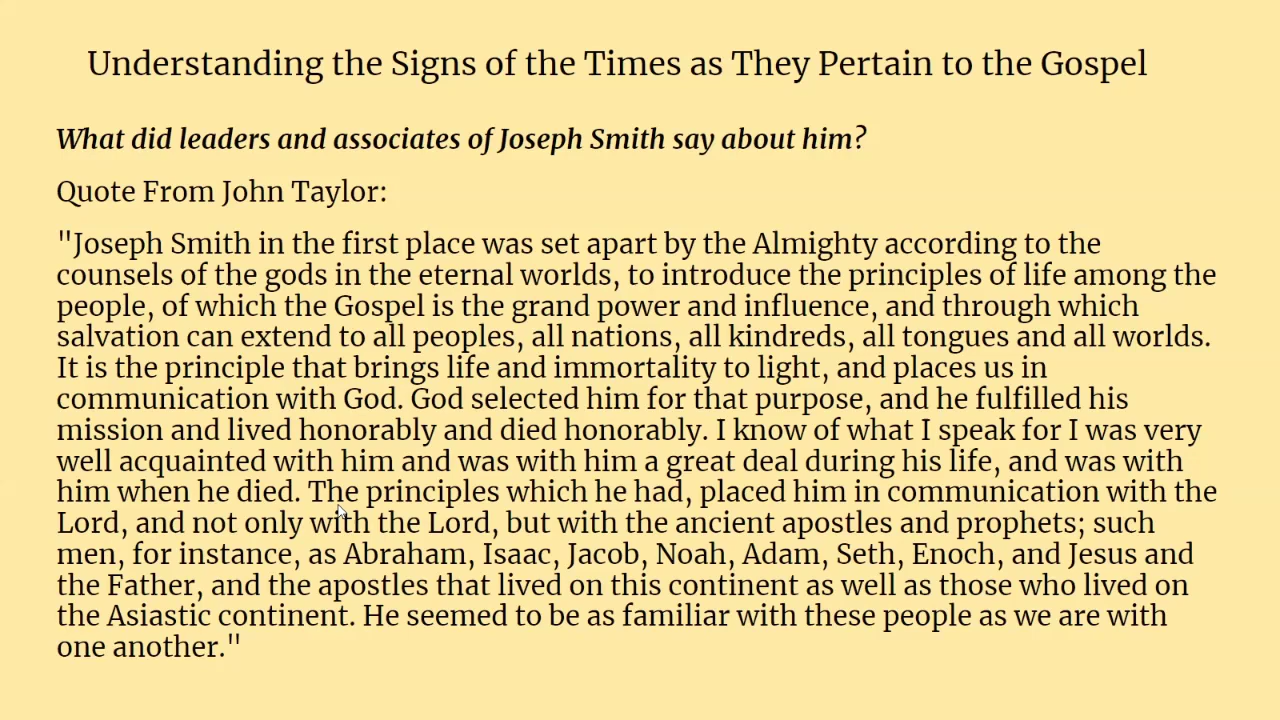 Understanding the Signs of the Times as They Pertain to the Gospel
What did leaders and associates of Joseph Smith say about him?
Quote From John Taylor:
"Joseph Smith in the first place was set apart by the Almighty according to the
counsels of the gods in the eternal worlds, to introduce the principles of life among the
people, of which the Gospel is the grand power and influence, and through which
salvation can extend to all peoples, all nations, all kindreds, all tongues and all worlds.
It is the principle that brings life and immortality to light, and places us in
communication with God. God selected him for that purpose, and he fulfilled his
mission and lived honorably and died honorably. I know of what I speak for I was very
well acquainted with him and was with him a great deal during his life, and was with
him when he died. The principles which he had, placed him in communication with the
Lord, and not only with the Lord, but with the ancient apostles and prophets; such
men, for instance, as Abraham, Isaac, Jacob, Noah, Adam, Seth, Enoch, and Jesus and
the Father, and the apostles that lived on this continent as well as those who lived on
the Asiastic continent. He seemed to be as familiar with these people as we are with
one another."